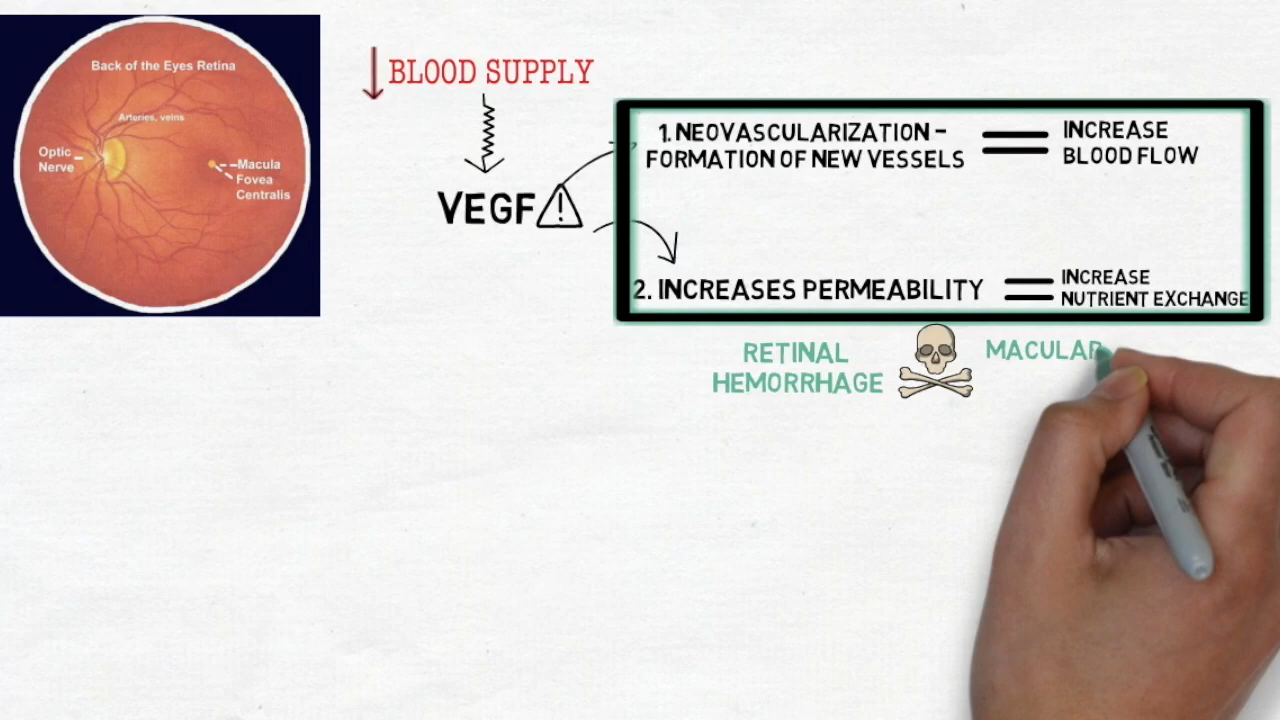 Back of the Eyes Retina
Arteries, veins
Optic
Nerve
Macula
Fovea
Centralis
BLOOD SUPPLY
VEGF
1. NEOVASCULARIZATION -
FORMATION OF NEW VESSELS
INCREASE
BLOOD FLOW
2. INCREASES PERMEABILITY
INCREASE
NUTRIENT EXCHANGE
RETINAL
HEMORRHAGE
MACULAR